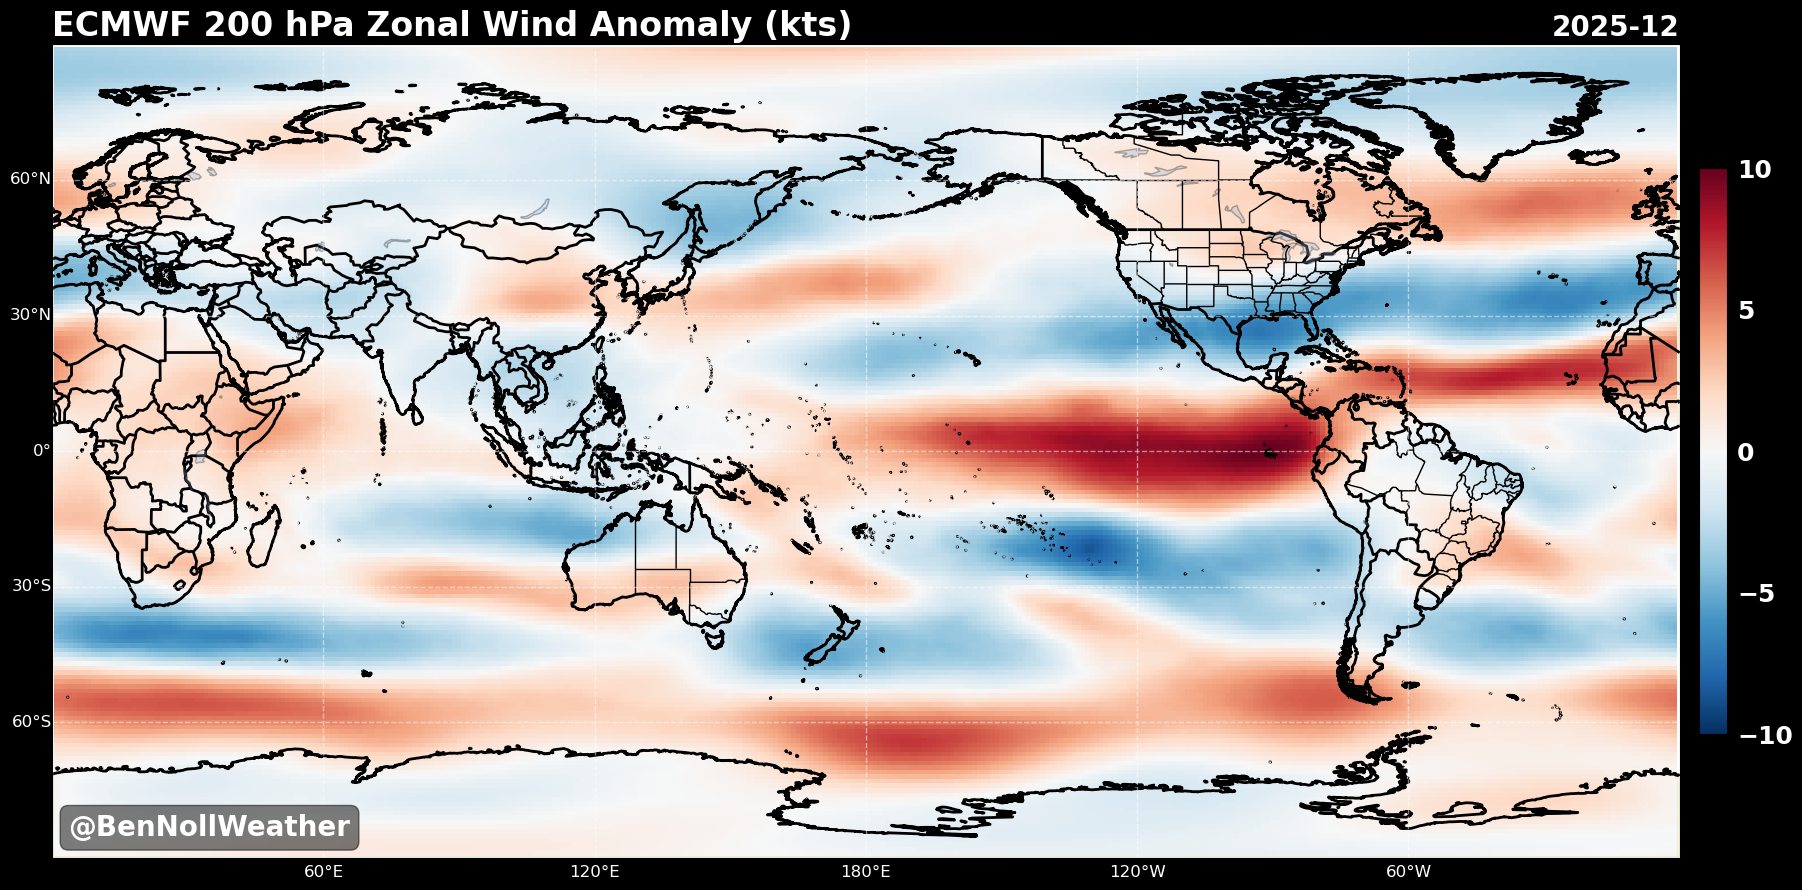 ECMWF 200 hPa Zonal Wind Anomaly (kts)
2025-12
60°N
30°N
0°
30°S
60°S
10
5
0
−5
−10
@BenNollWeather
60°E
120°E
180°E
120°W
60°W